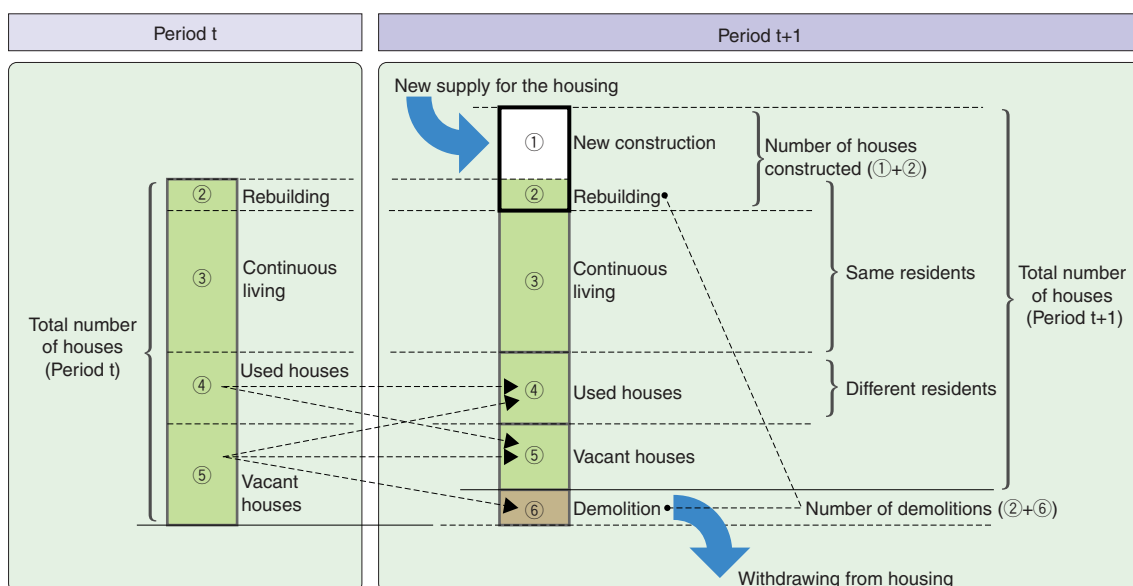 Period t
Period t+1
New supply for the housing
①
New construction
Number of houses
constructed (①+②)
②
Rebuilding
②
Rebuilding
③
Continuous
living
③
Continuous
living
Same residents
Total number
of houses
(Period t+1)
Total number
of houses
(Period t)
④
Used houses
④
Used houses
Different residents
⑤
Vacant
houses
⑤
Vacant houses
⑥
Demolition
Number of demolitions (②+⑥)
Withdrawing from housing